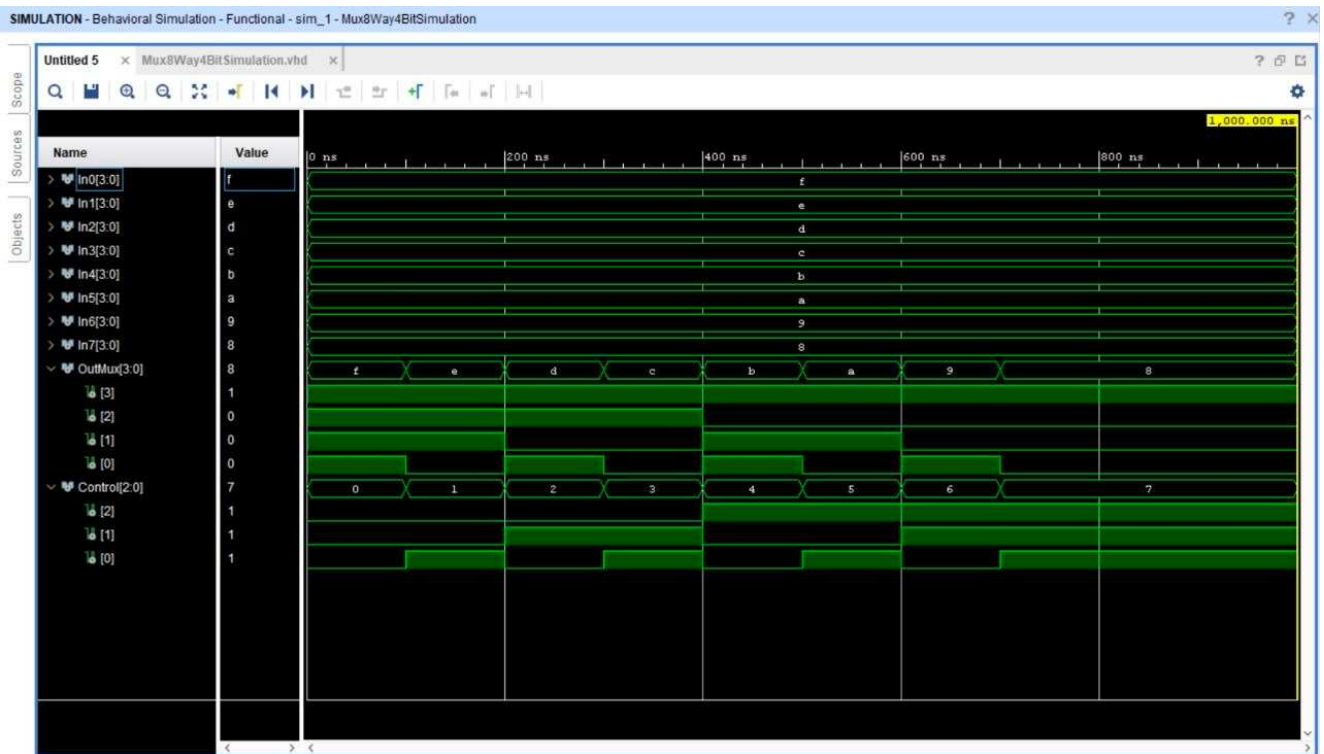 SIMULATION - Behavioral Simulation - Functional - sim_1 - Mux8Way4BitSimulation ? ×
Scope
Sources
Objects
Untitled 5 × Mux8Way4BitSimulation.vhd ×
?
1,000.000 ns
Name Value 0 ns 200 ns 400 ns 600 ns 800 ns
In0[3:0] f f
In1[3:0] e e
In2[3:0] d d
In3[3:0] c c
In4[3:0] b b
In5[3:0] a a
In6[3:0] 9 9
In7[3:0] 8 8
OutMux[3:0] 8 f e d c b a 9 8
[3] 1
[2] 0
[1] 0
[0] 0
Control[2:0] 7 0 1 2 3 4 5 6 7
[2] 1
[1] 1
[0] 1